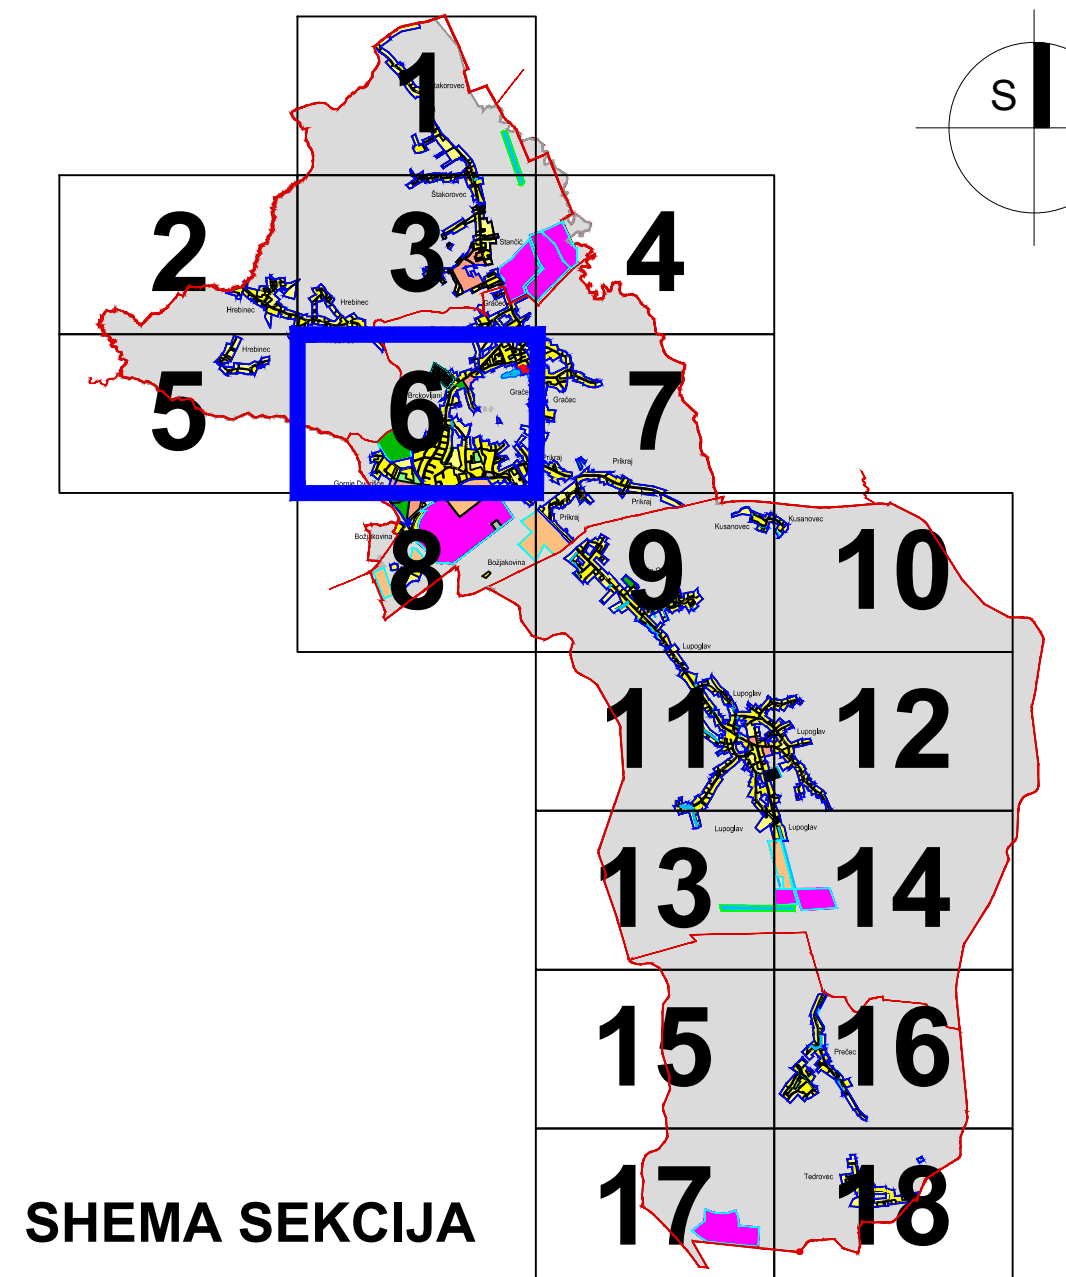 1
takorovec
S
Štakorovec
2
3
4
Stančić
Hrebinec
Hrebinec
Gračec
Hrebinec
5
6
7
Brckovljani
Gračec
Prikraj
Prikraj
Gornje Dvorišće
Prikraj
Prikraj
Kusanovec
Kusanovec
Božjakovina
8
Božjakovina
9
10
Lupoglav
11
12
Lupoglav
Lupoglav
Lupoglav
Lupoglav
13
14
15
16
Prečec
17
18
Tedrovec
SHEMA SEKCIJA